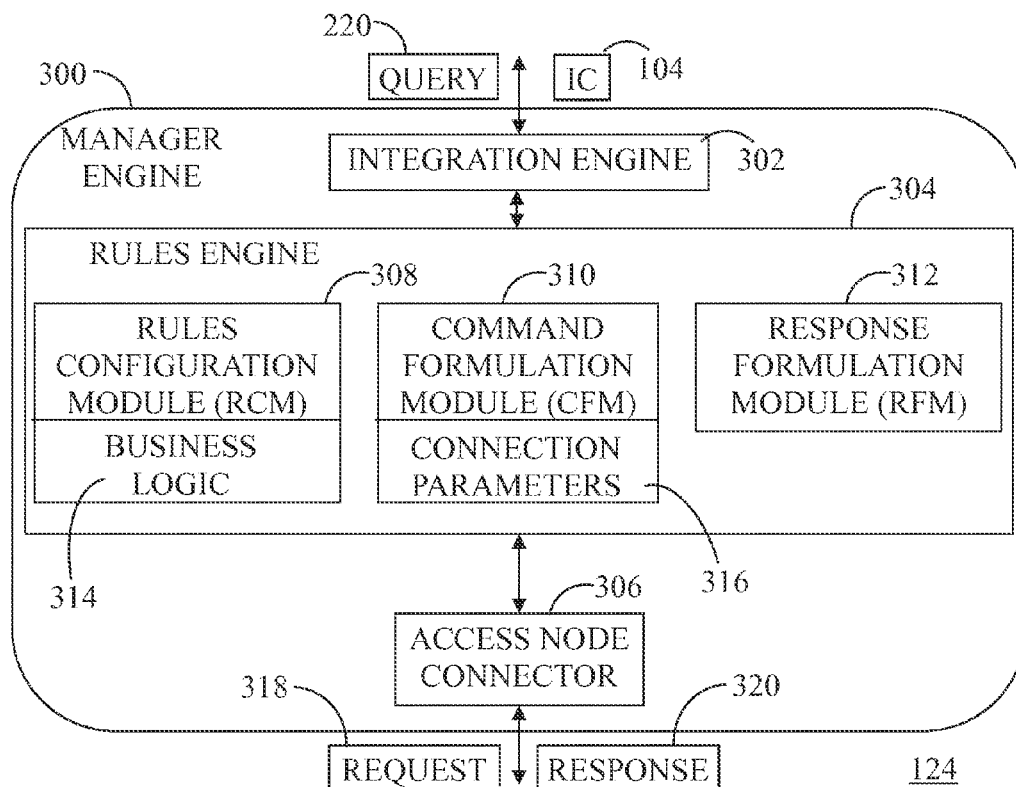 220
104
QUERY
IC
300
MANAGER
ENGINE
INTEGRATION ENGINE
302
304
RULES ENGINE
308
310
312
RULES
CONFIGURATION
MODULE (RCM)
COMMAND
FORMULATION
MODULE (CFM)
RESPONSE
FORMULATION
MODULE (RFM)
BUSINESS
LOGIC
CONNECTION
PARAMETERS
314
316
306
ACCESS NODE
CONNECTOR
318
320
REQUEST
RESPONSE
124